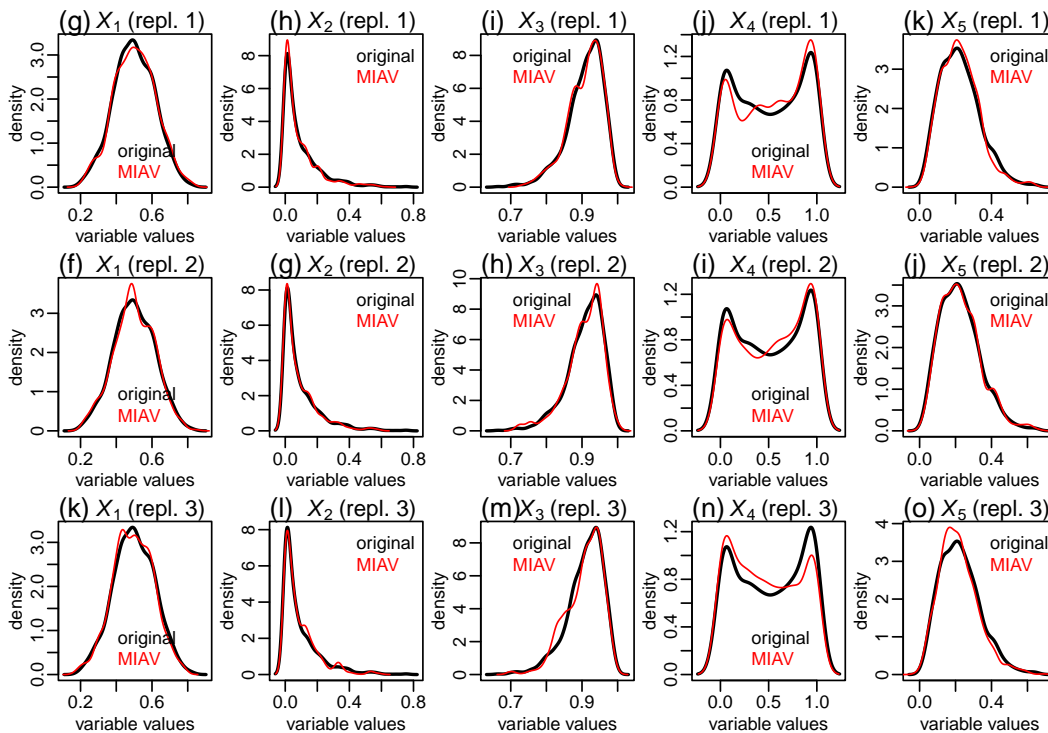 (g) X1 (repl. 1)
density
0.0 1.0 2.0 3.0
original
MIAV
0.2 0.6
variable values
(h) X2 (repl. 1)
density
0 2 4 6 8
original
MIAV
0.0 0.4 0.8
variable values
(i) X3 (repl. 1)
density
0 2 4 6 8
original
MIAV
0.7 0.9
variable values
(j) X4 (repl. 1)
density
0.0 0.4 0.8 1.2
original
MIAV
0.0 0.5 1.0
variable values
(k) X5 (repl. 1)
density
0 1 2 3
original
MIAV
0.0 0.4
variable values
(f) X1 (repl. 2)
density
0 1 2 3
original
MIAV
0.2 0.6
variable values
(g) X2 (repl. 2)
density
0 2 4 6 8
original
MIAV
0.0 0.4 0.8
variable values
(h) X3 (repl. 2)
density
0 2 4 6 8 10
original
MIAV
0.7 0.9
variable values
(i) X4 (repl. 2)
density
0.0 0.4 0.8 1.2
original
MIAV
0.0 0.5 1.0
variable values
(j) X5 (repl. 2)
density
0.0 1.0 2.0 3.0
original
MIAV
0.0 0.4
variable values
(k) X1 (repl. 3)
density
0.0 1.0 2.0 3.0
original
MIAV
0.2 0.6
variable values
(l) X2 (repl. 3)
density
0 2 4 6 8
original
MIAV
0.0 0.4 0.8
variable values
(m) X3 (repl. 3)
density
0 2 4 6 8
original
MIAV
0.7 0.9
variable values
(n) X4 (repl. 3)
density
0.0 0.4 0.8 1.2
original
MIAV
0.0 0.5 1.0
variable values
(o) X5 (repl. 3)
density
0 1 2 3 4
original
MIAV
0.0 0.4
variable values